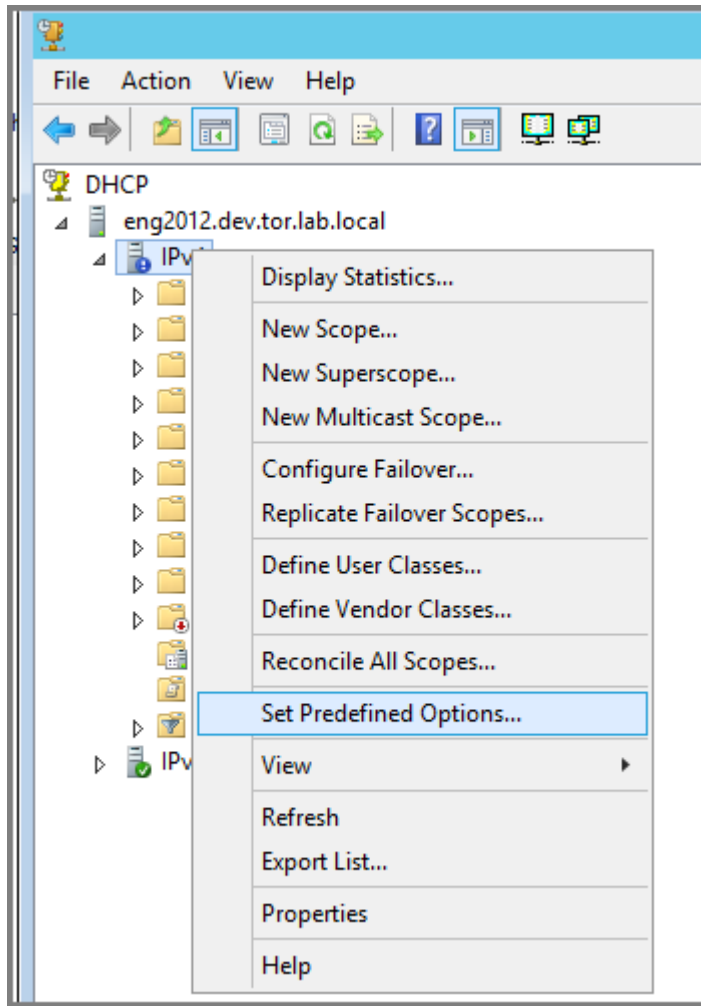 File Action View Help
DHCP
eng2012.dev.tor.lab.local
Display Statistics...
New Scope...
New Superscope...
New Multicast Scope...
Configure Failover...
Replicate Failover Scopes...
Define User Classes...
Define Vendor Classes...
Reconcile All Scopes...
Set Predefined Options...
View
Refresh
Export List...
Properties
Help